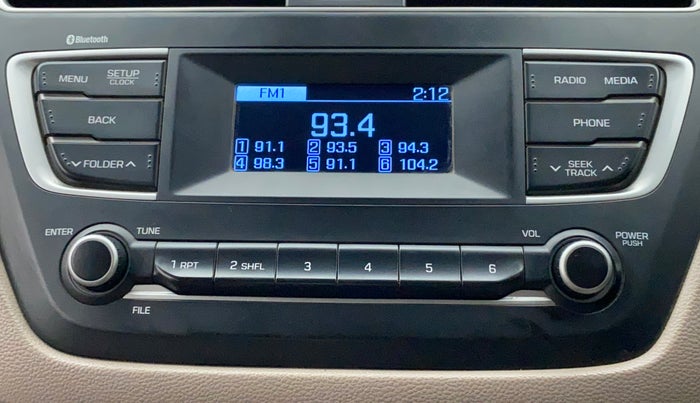 Bluetooth
MENU SETUP CLOCK
BACK
FOLDER
FM1 2:12
93.4
1 91.1 2 93.5 3 94.3
4 98.3 5 91.1 6 104.2
RADIO MEDIA
PHONE
SEEK TRACK
ENTER TUNE
VOL POWER PUSH
1 RPT 2 SHFL 3 4 5 6
FILE